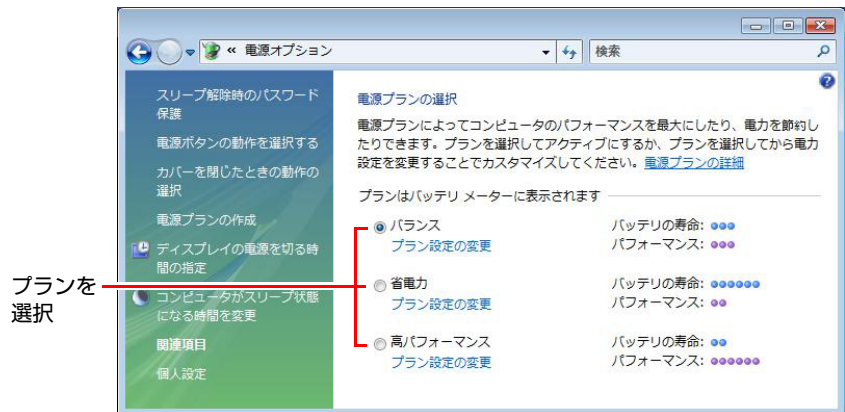 « 電源オプション
検索
スリープ解除時のパスワード
保護
電源ボタンの動作を選択する
カバーを閉じたときの動作の
選択
電源プランの作成
ディスプレイの電源を切る時
間の指定
コンピュータがスリープ状態
になる時間を変更
関連項目
個人設定
電源プランの選択
電源プランによってコンピュータのパフォーマンスを最大にしたり、電力を節約し
たりできます。プランを選択してアクティブにするか、プランを選択してから電力
設定を変更することでカスタマイズしてください。電源プランの詳細
プランはバッテリ メーターに表示されます
バランス
バッテリの寿命:
プラン設定の変更
パフォーマンス:
省電力
バッテリの寿命:
プラン設定の変更
パフォーマンス:
高パフォーマンス
バッテリの寿命:
プラン設定の変更
パフォーマンス:
プランを
選択